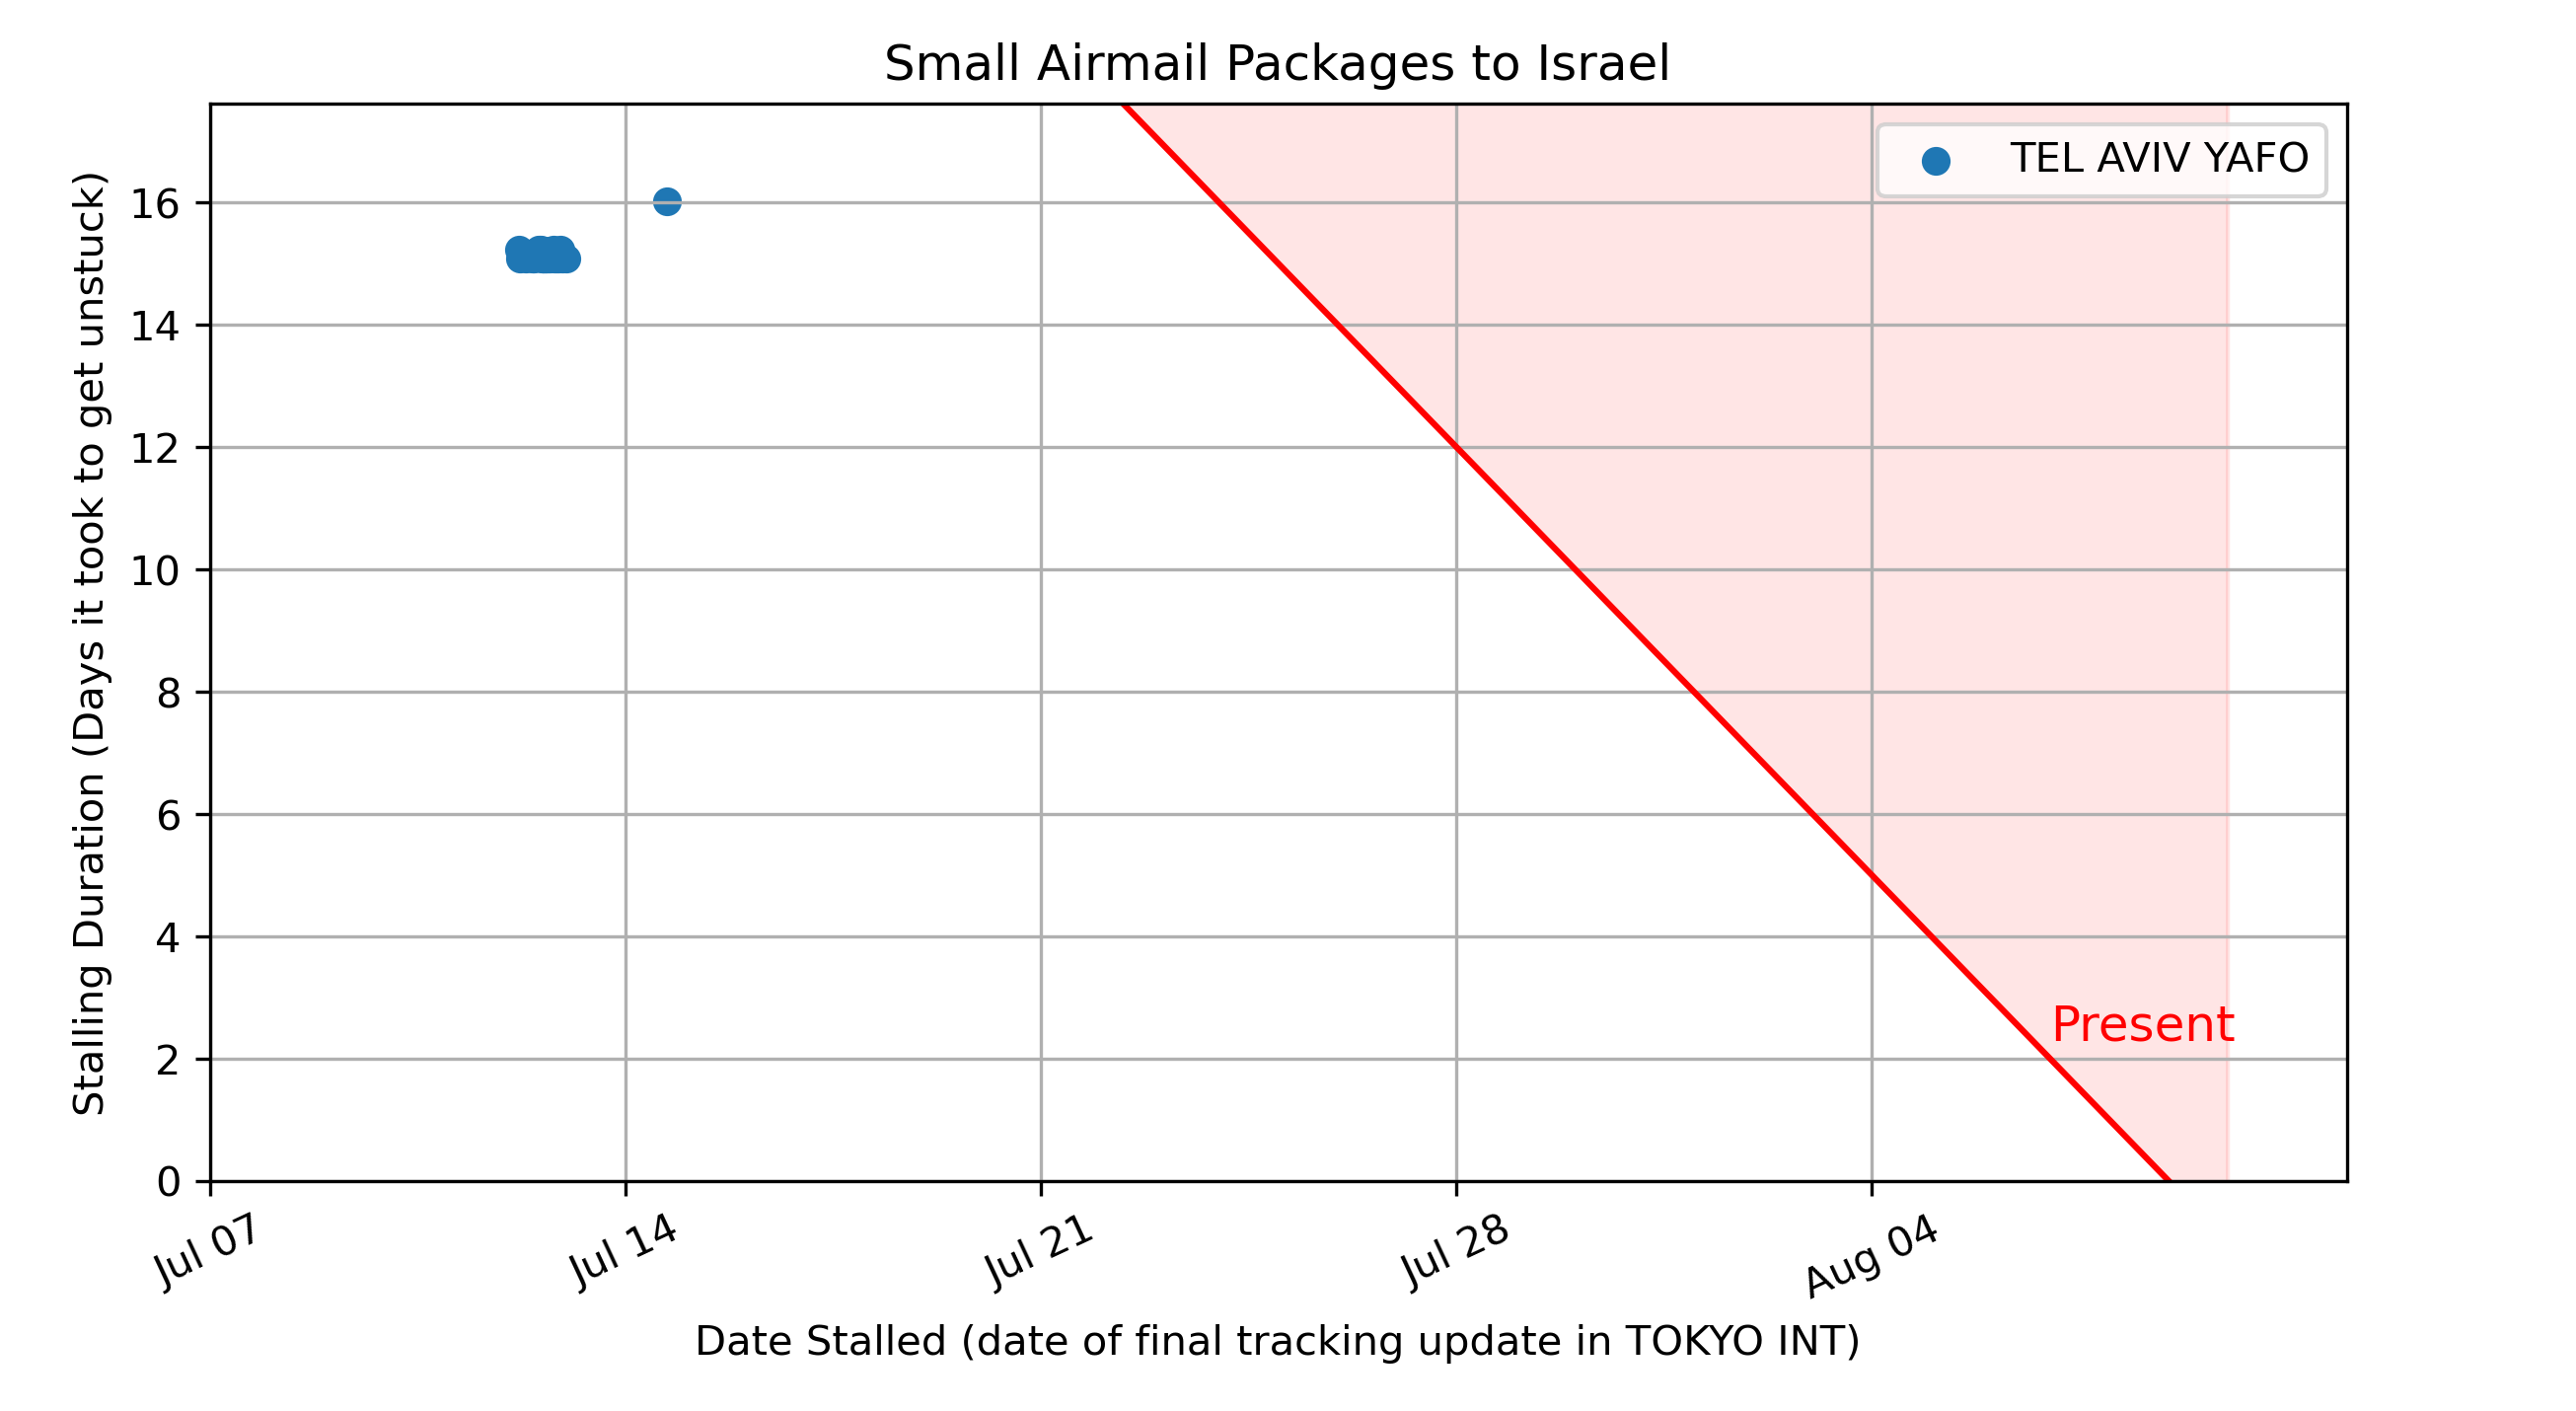 Small Airmail Packages to Israel
TEL AVIV YAFO
Stalling Duration (Days it took to get unstuck)
16
14
12
10
8
6
4
2
0
Present
Jul 07
Jul 14
Jul 21
Jul 28
Aug 04
Date Stalled (date of final tracking update in TOKYO INT)